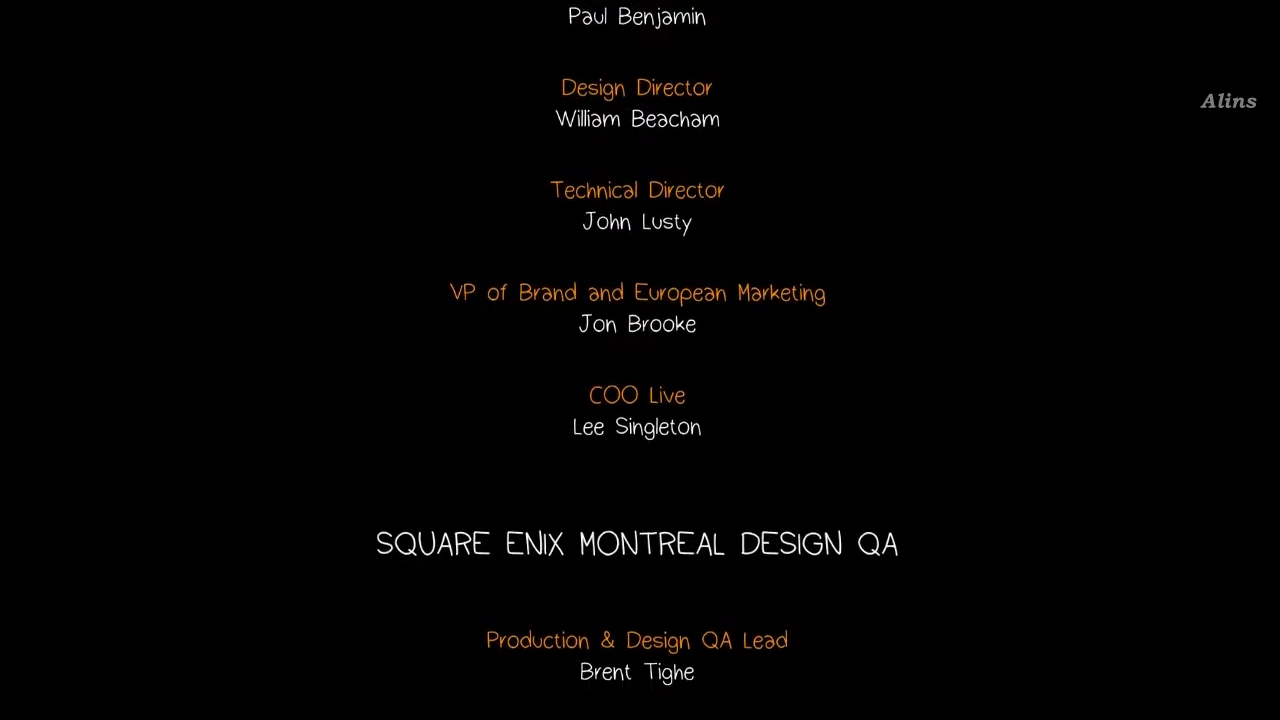 Paul Benjamin
Design Director
Alins
William Beacham
Technical Director
John Lusty
VP of Brand and European Marketing
Jon Brooke
COO Live
Lee Singleton
SQUARE ENIX MONTREAL DESIGN QA
Production & Design QA Lead
Brent Tighe